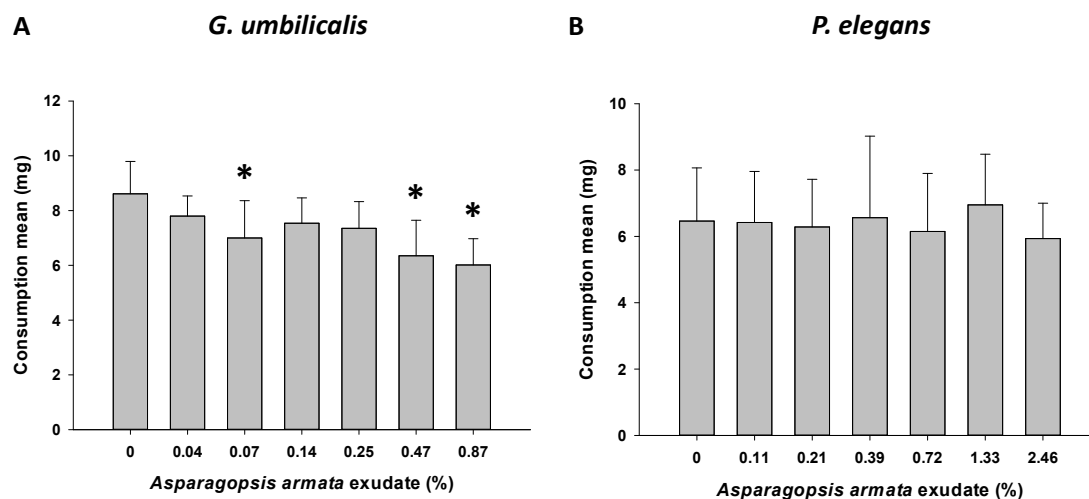 A
G. umbilicalis
12
10
8
6
4
2
0
Consumption mean (mg)
*
*
*
0 0.04 0.07 0.14 0.25 0.47 0.87
Asparagopsis armata exudate (%)
B
P. elegans
10
8
6
4
2
0
Consumption mean (mg)
0 0.11 0.21 0.39 0.72 1.33 2.46
Asparagopsis armata exudate (%)